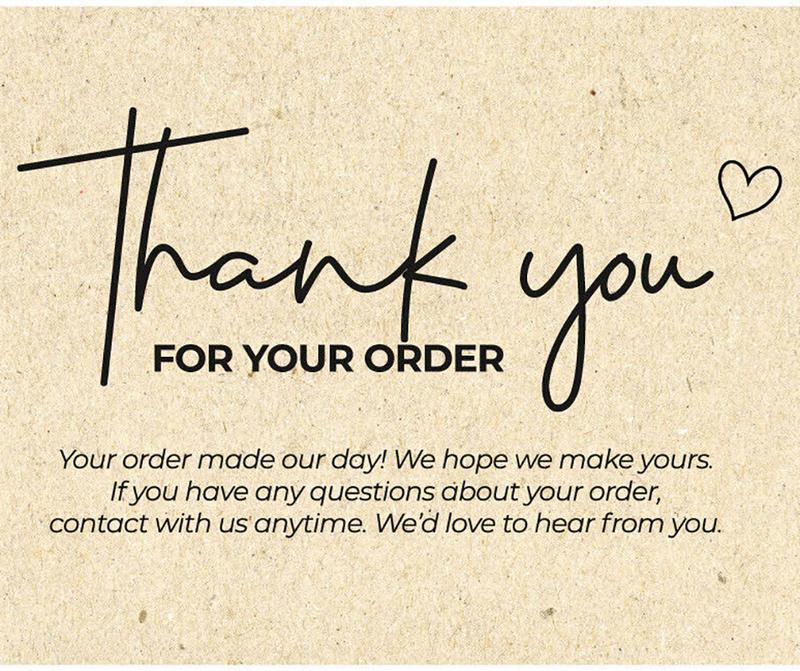 Thank you
FOR YOUR ORDER
Your order made our day! We hope we make yours.
If you have any questions about your order,
contact with us anytime. We'd love to hear from you.